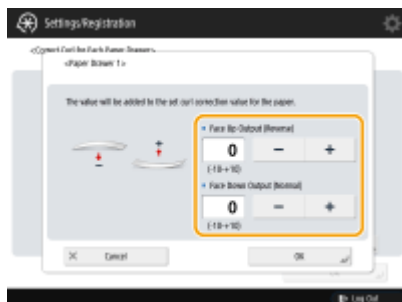 Settings/Registration
<Correct Curl for Each Paper Drawer>
<Paper Drawer 1>
The value will be added to the set curl correction value for the paper.
Face Up Output (Reverse)
+
-
+
-
0
-
+
(-10~+10)
Face Down Output (Normal)
0
-
+
(-10~+10)
× Cancel
OK
Log Out